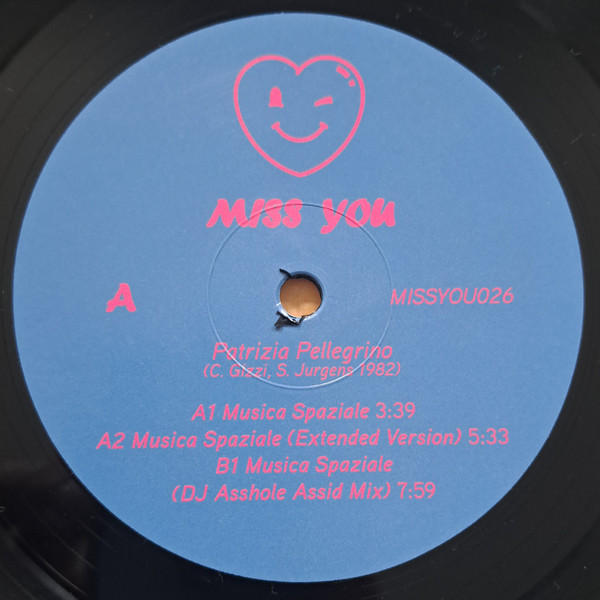 MISS YOU
A
MISSYOU026
Patrizia Pellegrino
(C. Gizzi, S. Jurgens 1982)
A1 Musica Spaziale 3:39
A2 Musica Spaziale (Extended Version) 5:33
B1 Musica Spaziale
(DJ Asshole Assid Mix) 7:59